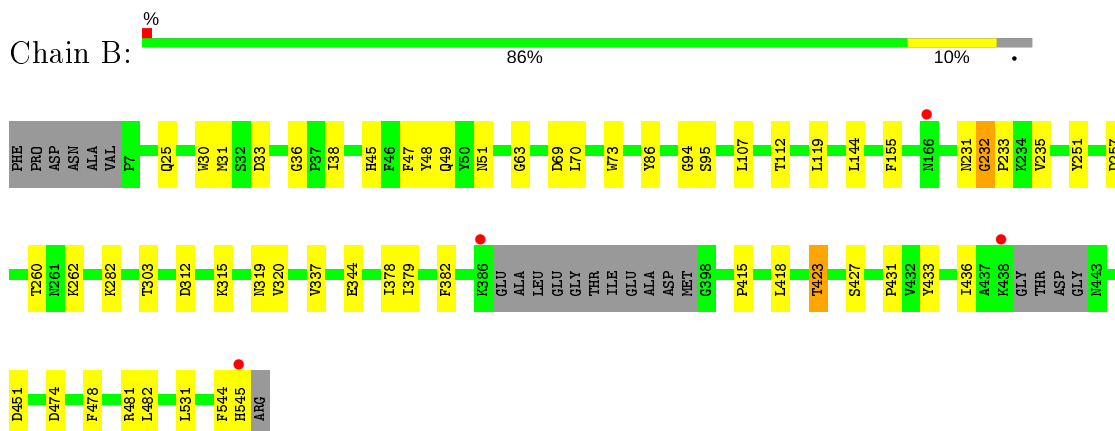 %
Chain B:
86% 10% •
PHE PRO ASP ASN ALA VAL P7 Q25 W30 M31 S32 D33 G36 P37 I38 H45 F46 F47 Y48 Q49 Y50 N51 G63 D69 L70 W73 Y86 G94 S95 L107 T112 L119 L144 F155 N166 N231 G232 P233 K234 V235 Y251
T260 N261 K262 K282 T303 D312 K315 N319 V320 V337 E344 I378 I379 F382 K386 GLU ALA LEU GLU GLY THR ILE GLU ALA ASP MET G398 P415 L418 T423 S427 P431 V432 Y433 I436 A437 K438 GLY THR ASP GLY N443
D451 D474 F478 R481 L482 L531 F544 H545 ARG